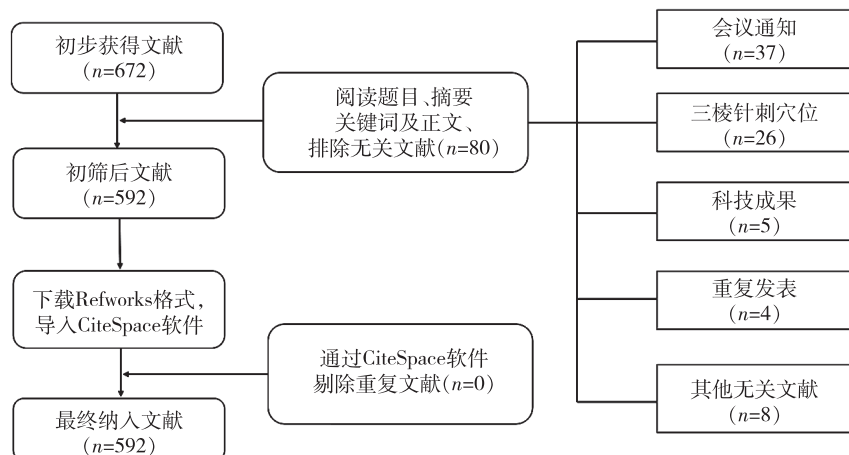 初步获得文献
(n=672)
阅读题目、摘要
关键词及正文、
排除无关文献(n=80)
会议通知
(n=37)
三棱针刺穴位
(n=26)
科技成果
(n=5)
重复发表
(n=4)
其他无关文献
(n=8)
初筛后文献
(n=592)
下载Refworks格式，
导入CiteSpace软件
通过CiteSpace软件
剔除重复文献(n=0)
最终纳入文献
(n=592)